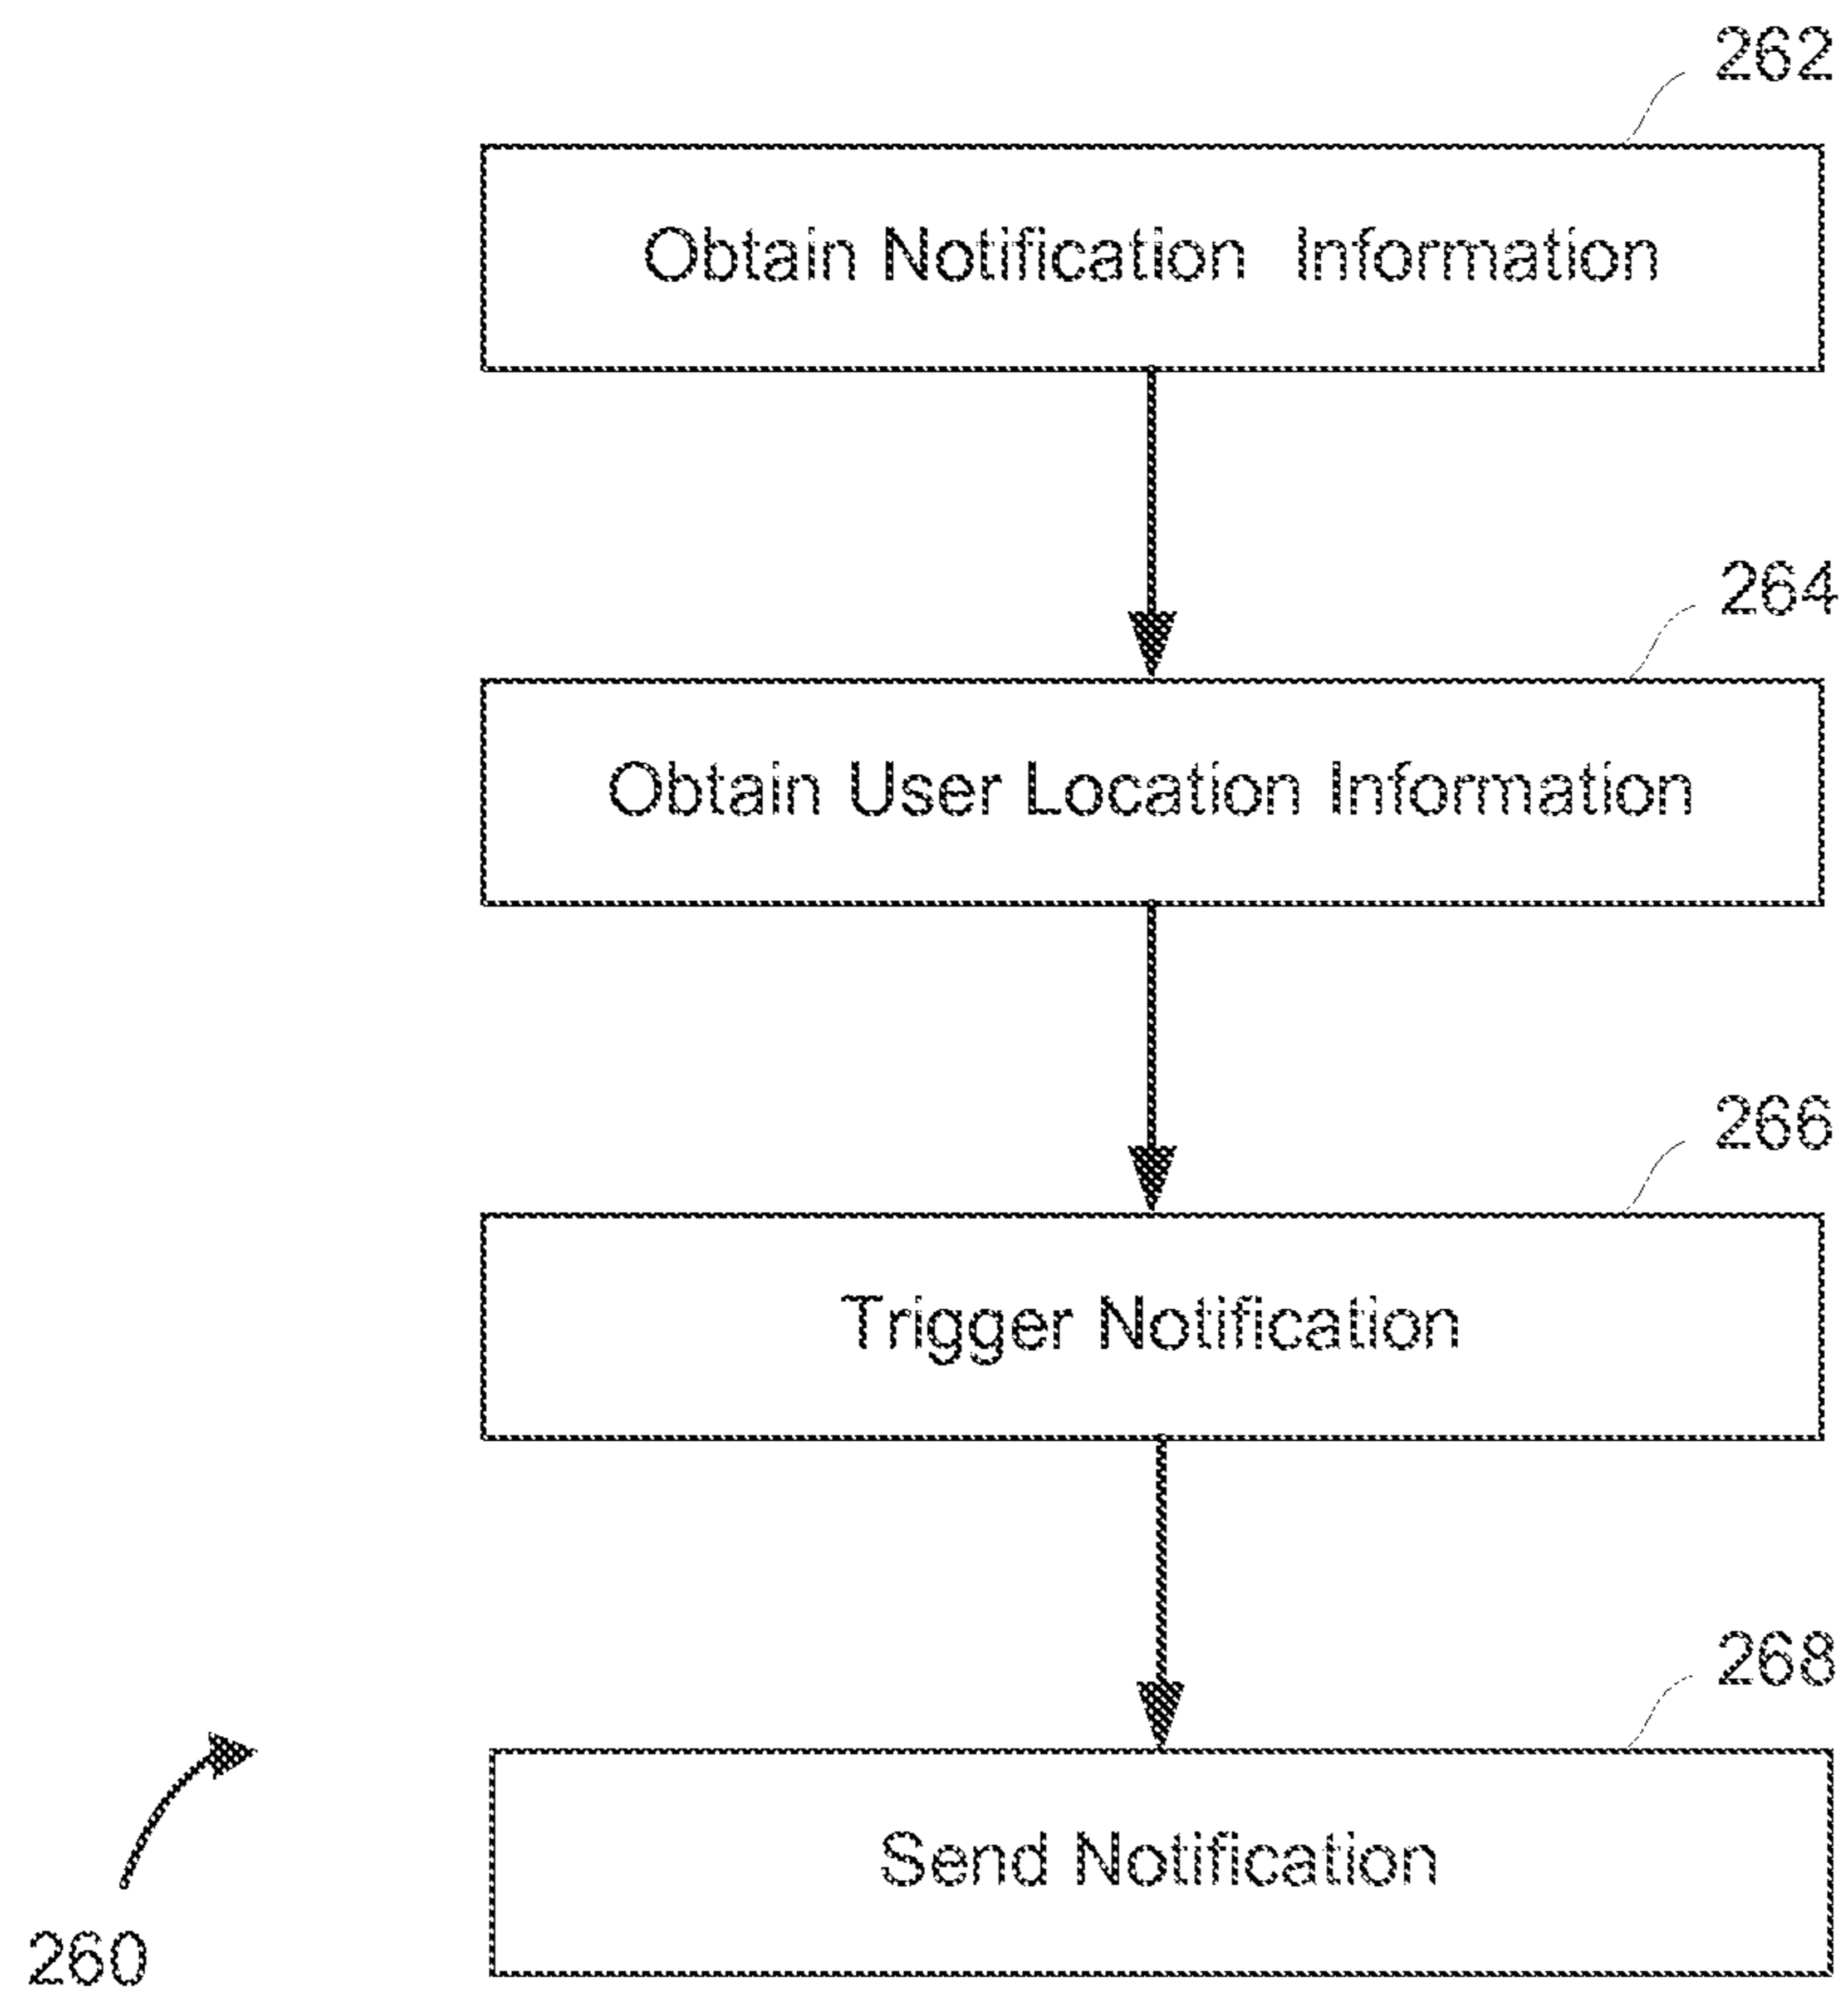 262
Obtain Notification Information
264
Obtain User Location Information
266
Trigger Notification
268
Send Notification
260